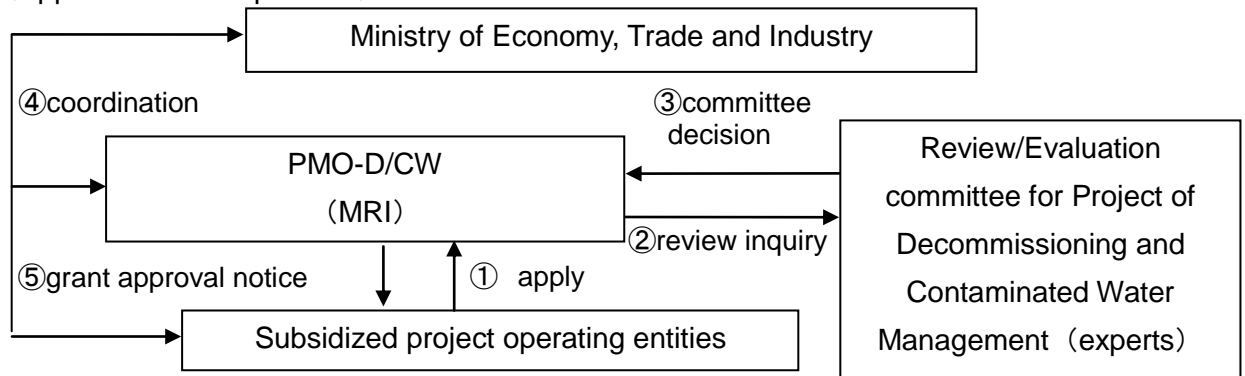 Ministry of Economy, Trade and Industry
④coordination
③committee
decision
PMO-D/CW
（MRI）
Review/Evaluation
committee for Project of
Decommissioning and
Contaminated Water
Management（experts）
②review inquiry
⑤grant approval notice
① apply
Subsidized project operating entities